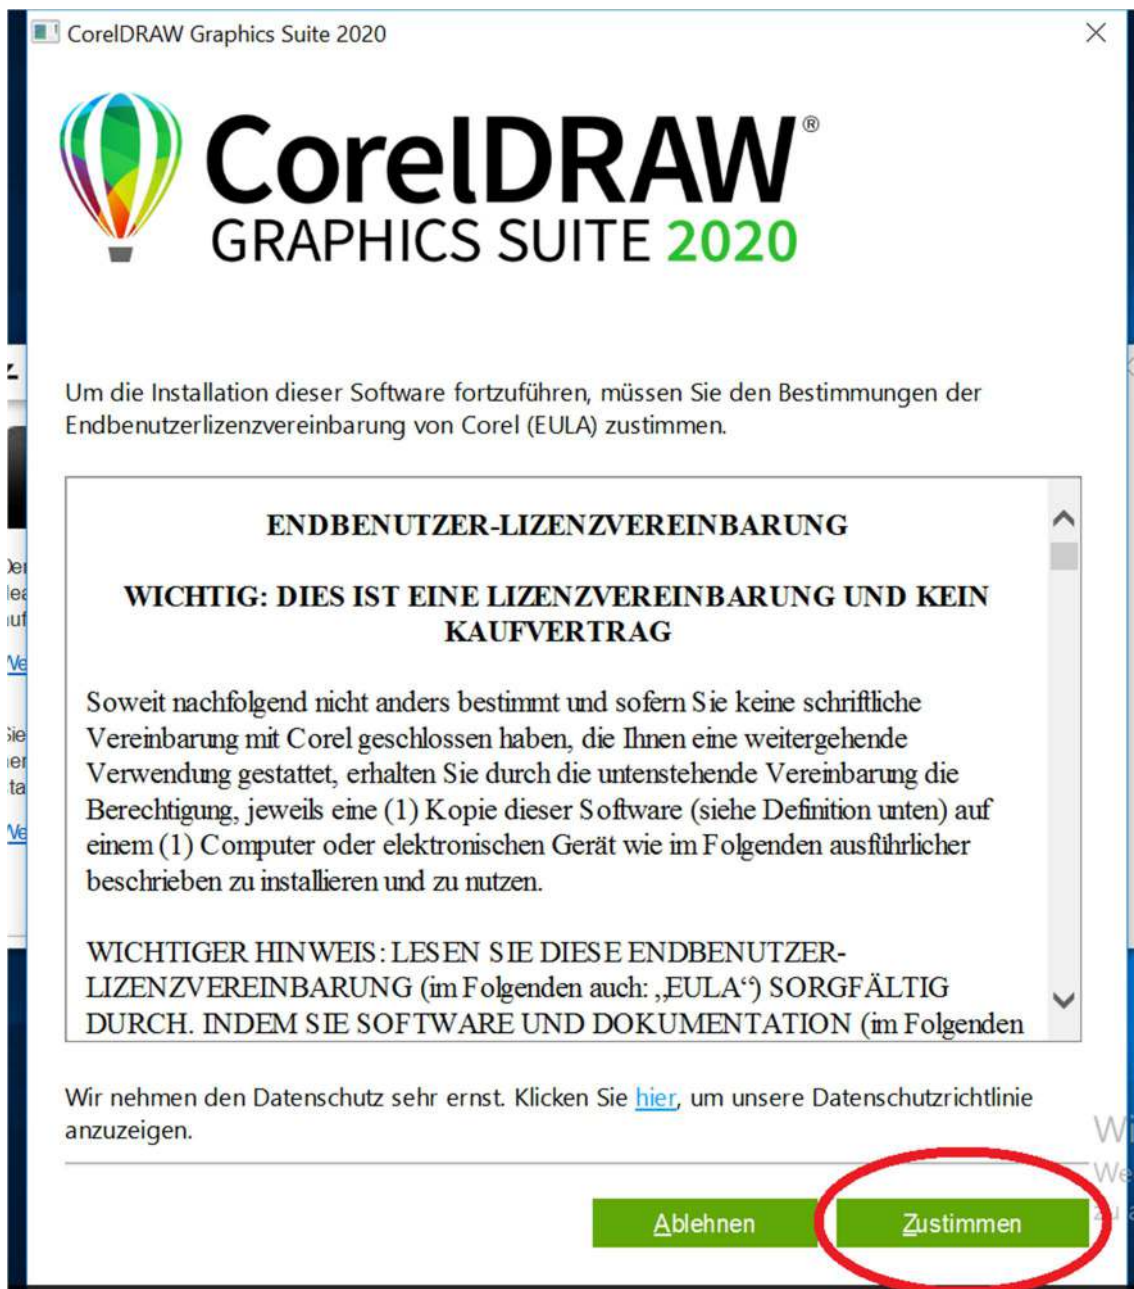 CorelDRAW Graphics Suite 2020
CorelDRAW®
GRAPHICS SUITE 2020
Um die Installation dieser Software fortzuführen, müssen Sie den Bestimmungen der
Endbenutzerlizenzvereinbarung von Corel (EULA) zustimmen.
ENDBENUTZER-LIZENZVEREINBARUNG
WICHTIG: DIES IST EINE LIZENZVEREINBARUNG UND KEIN
KAUFVERTRAG
Soweit nachfolgend nicht anders bestimmt und sofern Sie keine schriftliche
Vereinbarung mit Corel geschlossen haben, die Ihnen eine weitergehende
Verwendung gestattet, erhalten Sie durch die untenstehende Vereinbarung die
Berechtigung, jeweils eine (1) Kopie dieser Software (siehe Definition unten) auf
einem (1) Computer oder elektronischen Gerät wie im Folgenden ausführlicher
beschrieben zu installieren und zu nutzen.
WICHTIGER HINWEIS: LESEN SIE DIESE ENDBENUTZER-
LIZENZVEREINBARUNG (im Folgenden auch: „EULA“) SORGFÄLTIG
DURCH. INDEM SIE SOFTWARE UND DOKUMENTATION (im Folgenden
Wir nehmen den Datenschutz sehr ernst. Klicken Sie hier, um unsere Datenschutzrichtlinie
anzuzeigen.
Ablehnen
Zustimmen